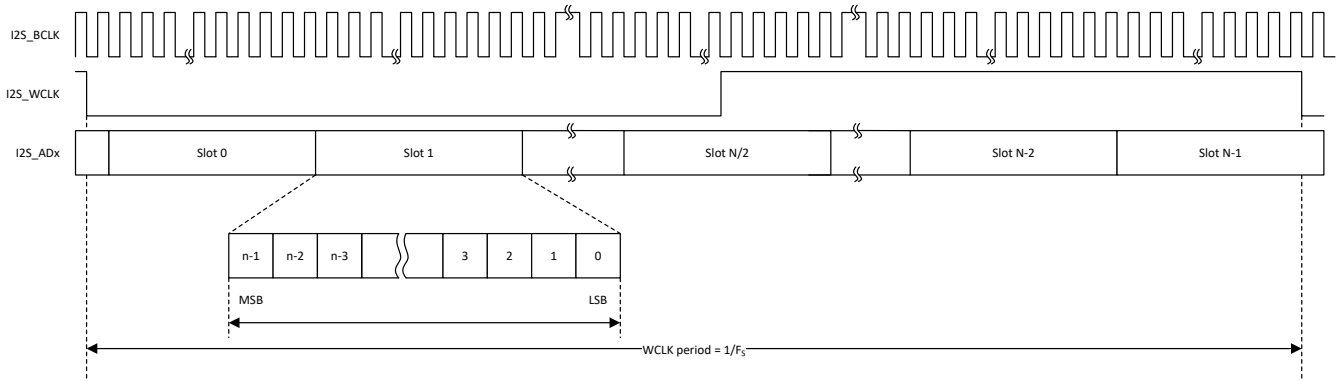 I2S_BCLK
I2S_WCLK
I2S_ADx
Slot 0
Slot 1
Slot N/2
Slot N-2
Slot N-1
n-1
n-2
n-3
3
2
1
0
MSB
LSB
WCLK period = 1/Fs